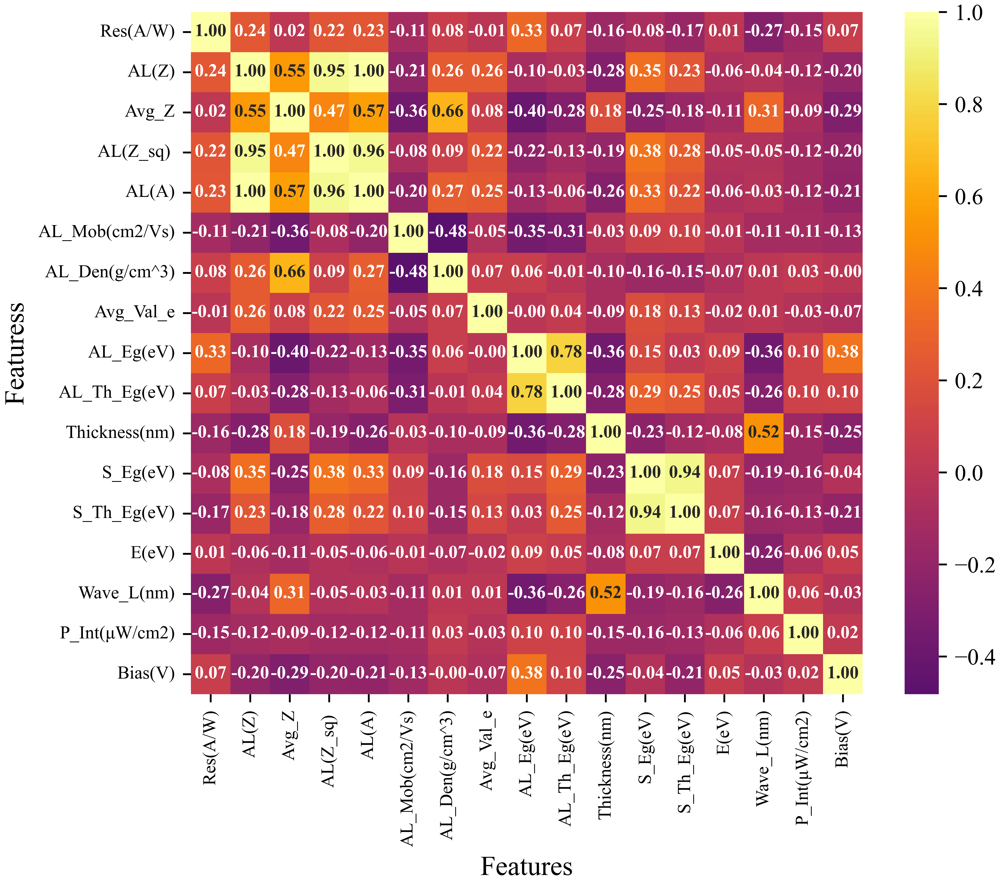 Res(A/W) 1.00 0.24 0.02 0.22 0.23 -0.11 0.08 -0.01 0.33 0.07 -0.16 -0.08 -0.17 0.01 -0.27 -0.15 0.07
AL(Z) 0.24 1.00 0.55 0.95 1.00 -0.21 0.26 0.26 -0.10 -0.03 -0.28 0.35 0.23 -0.06 -0.04 -0.12 -0.20
Avg_Z 0.02 0.55 1.00 0.47 0.57 -0.36 0.66 0.08 -0.40 -0.28 0.18 -0.25 -0.18 -0.11 0.31 -0.09 -0.29
AL(Z_sq) 0.22 0.95 0.47 1.00 0.96 -0.08 0.09 0.22 -0.22 -0.13 -0.19 0.38 0.28 -0.05 -0.05 -0.12 -0.20
AL(A) 0.23 1.00 0.57 0.96 1.00 -0.20 0.27 0.25 -0.13 -0.06 -0.26 0.33 0.22 -0.06 -0.03 -0.12 -0.21
AL_Mob(cm2/Vs) -0.11 -0.21 -0.36 -0.08 -0.20 1.00 -0.48 -0.05 -0.35 -0.31 -0.03 0.09 0.10 -0.01 -0.11 -0.11 -0.13
AL_Den(g/cm^3) 0.08 0.26 0.66 0.09 0.27 -0.48 1.00 0.07 0.06 -0.01 -0.10 -0.16 -0.15 -0.07 0.01 0.03 -0.00
Avg_Val_e -0.01 0.26 0.08 0.22 0.25 -0.05 0.07 1.00 -0.00 0.04 -0.09 0.18 0.13 -0.02 0.01 -0.03 -0.07
AL_Eg(eV) 0.33 -0.10 -0.40 -0.22 -0.13 -0.35 0.06 -0.00 1.00 0.78 -0.36 0.15 0.03 0.09 -0.36 0.10 0.38
AL_Th_Eg(eV) 0.07 -0.03 -0.28 -0.13 -0.06 -0.31 -0.01 0.04 0.78 1.00 -0.28 0.29 0.25 0.05 -0.26 0.10 0.10
Thickness(nm) -0.16 -0.28 0.18 -0.19 -0.26 -0.03 -0.10 -0.09 -0.36 -0.28 1.00 -0.23 -0.12 -0.08 0.52 -0.15 -0.25
S_Eg(eV) -0.08 0.35 -0.25 0.38 0.33 0.09 -0.16 0.18 0.15 0.29 -0.23 1.00 0.94 0.07 -0.19 -0.16 -0.04
S_Th_Eg(eV) -0.17 0.23 -0.18 0.28 0.22 0.10 -0.15 0.13 0.03 0.25 -0.12 0.94 1.00 0.07 -0.16 -0.13 -0.21
E(eV) 0.01 -0.06 -0.11 -0.05 -0.06 -0.01 -0.07 -0.02 0.09 0.05 -0.08 0.07 0.07 1.00 -0.26 -0.06 0.05
Wave_L(nm) -0.27 -0.04 0.31 -0.05 -0.03 -0.11 0.01 0.01 -0.36 -0.26 0.52 -0.19 -0.16 -0.26 1.00 0.06 -0.03
P_Int(μW/cm2) -0.15 -0.12 -0.09 -0.12 -0.12 -0.11 0.03 -0.03 0.10 0.10 -0.15 -0.16 -0.13 -0.06 0.06 1.00 0.02
Bias(V) 0.07 -0.20 -0.29 -0.20 -0.21 -0.13 -0.00 -0.07 0.38 0.10 -0.25 -0.04 -0.21 0.05 -0.03 0.02 1.00
Featuress
Res(A/W)
AL(Z)
Avg_Z
AL(Z_sq)
AL(A)
AL_Mob(cm2/Vs)
AL_Den(g/cm^3)
Avg_Val_e
AL_Eg(eV)
AL_Th_Eg(eV)
Thickness(nm)
S_Eg(eV)
S_Th_Eg(eV)
E(eV)
Wave_L(nm)
P_Int(μW/cm2)
Bias(V)
Features
1.0
0.8
0.6
0.4
0.2
0.0
−0.2
−0.4